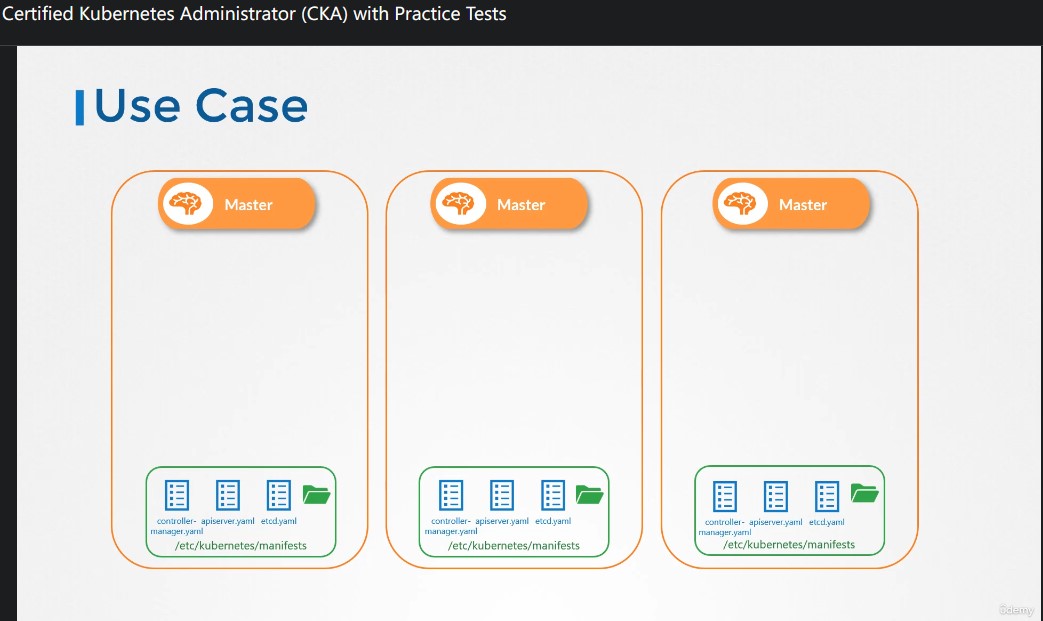 Certified Kubernetes Administrator (CKA) with Practice Tests
Use Case
Master
Master
Master
controller-manager.yaml
apiserver.yaml
etcd.yaml
/etc/kubernetes/manifests
controller-manager.yaml
apiserver.yaml
etcd.yaml
/etc/kubernetes/manifests
controller-manager.yaml
apiserver.yaml
etcd.yaml
/etc/kubernetes/manifests
ûdemy